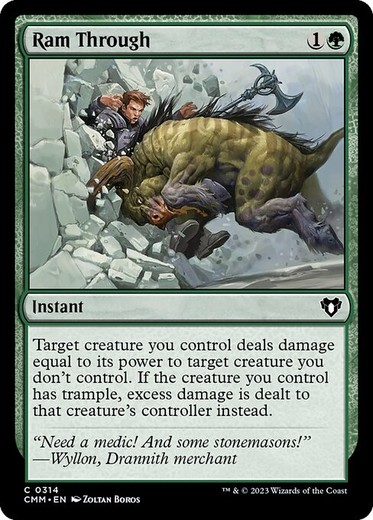 Ram Through 1
Instant
Target creature you control deals damage
equal to its power to target creature you
don't control. If the creature you control
has trample, excess damage is dealt to
that creature's controller instead.
“Need a medic! And some stonemasons!”
—Wyllon, Drannith merchant
C 0314
CMM • EN Zoltan Boros
™ & © 2023 Wizards of the Coast